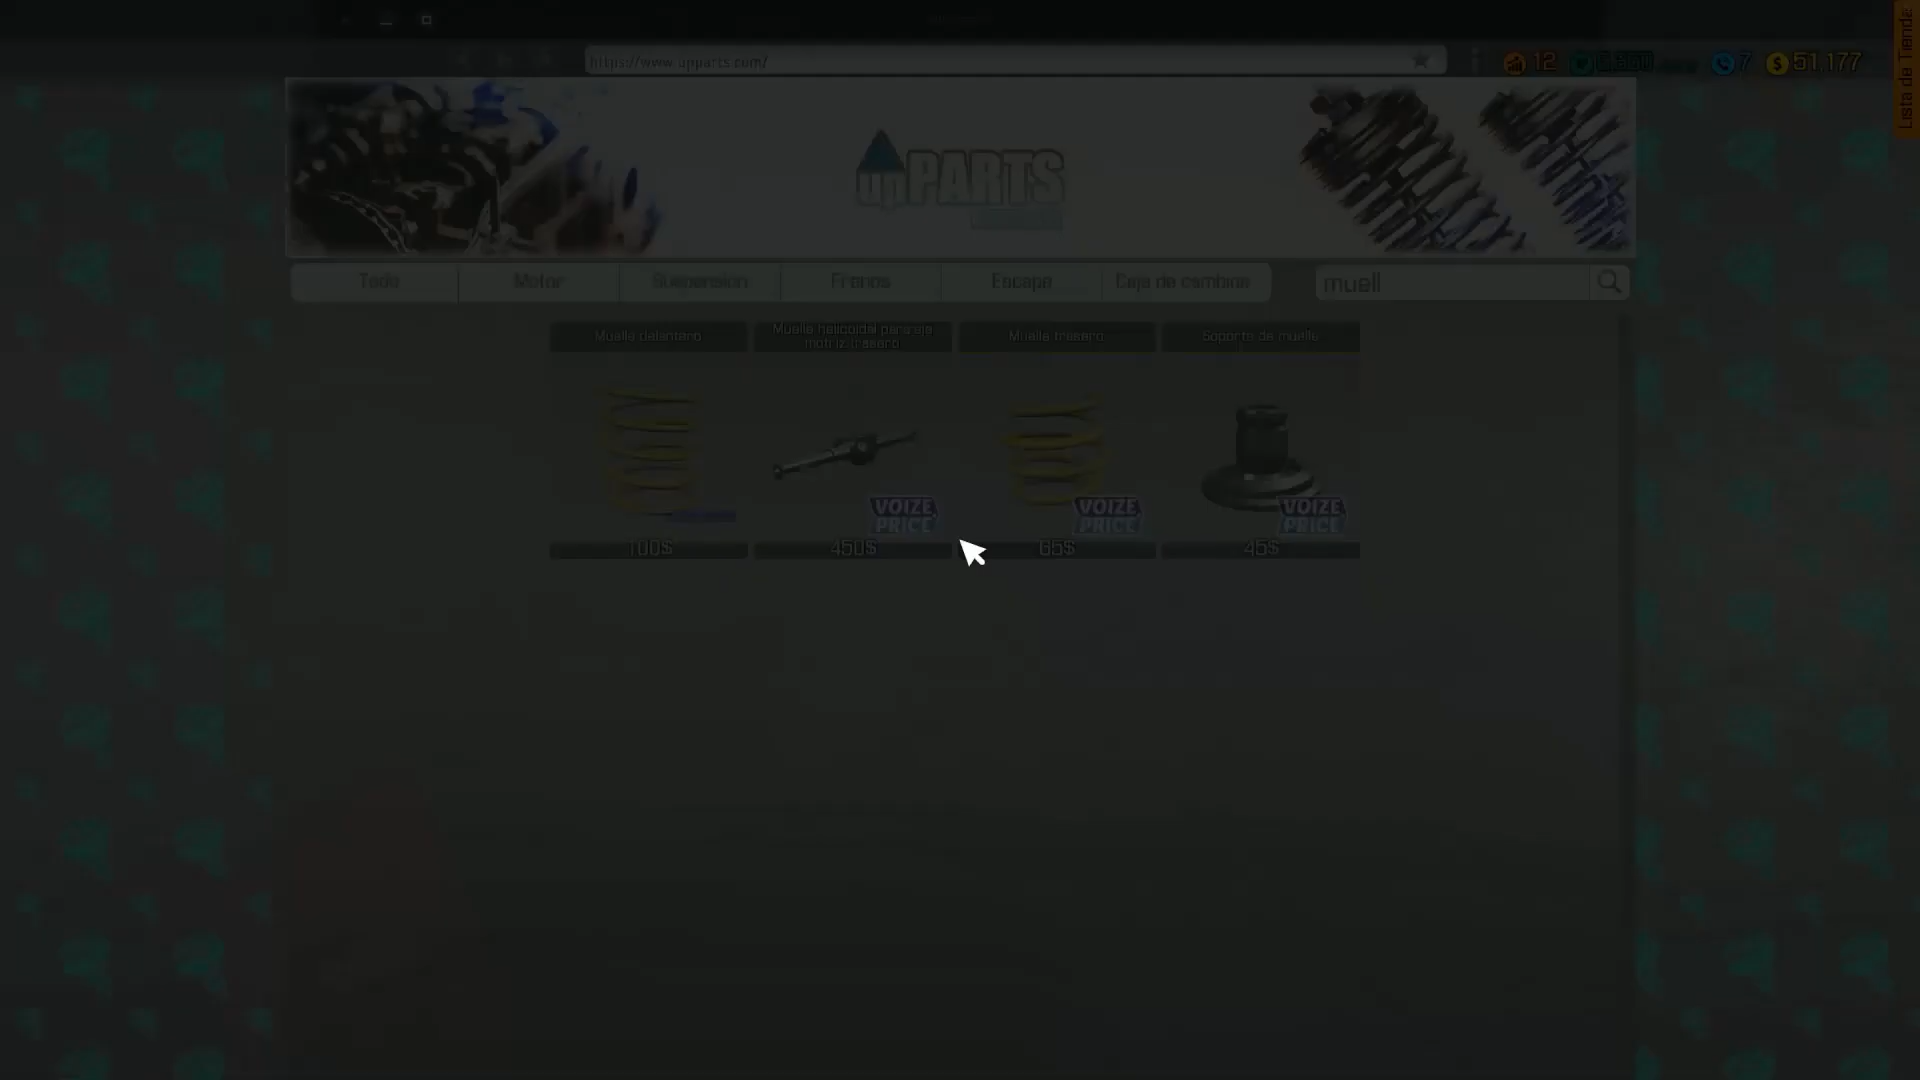 https://www.upparts.com/
12
7
51,177
Lista de Tienda
upPARTS
Todo
Motor
Suspensión
Frenos
Escape
Caja de cambios
muell
Muelle delantero
Muelle helicoidal para eje
motriz trasero
Muelle trasero
Soporte de muelle
VOIZE
PRICE
VOIZE
PRICE
VOIZE
PRICE
100$
450$
65$
45$